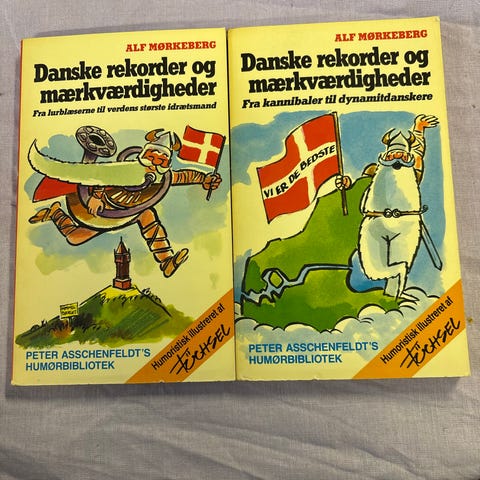 ALF MØRKEBERG
Danske rekorder og
mærkværdigheder
Fra lurblæserne til verdens største idrætsmand
PETER ASSCHENFELDT'S
HUMØRBIBLIOTEK
Humoristisk illustreret af
ALF MØRKEBERG
Danske rekorder og
mærkværdigheder
Fra kannibaler til dynamitdanskere
VI ER DE BEDSTE
PETER ASSCHENFELDT'S
HUMØRBIBLIOTEK
Humoristisk illustreret af